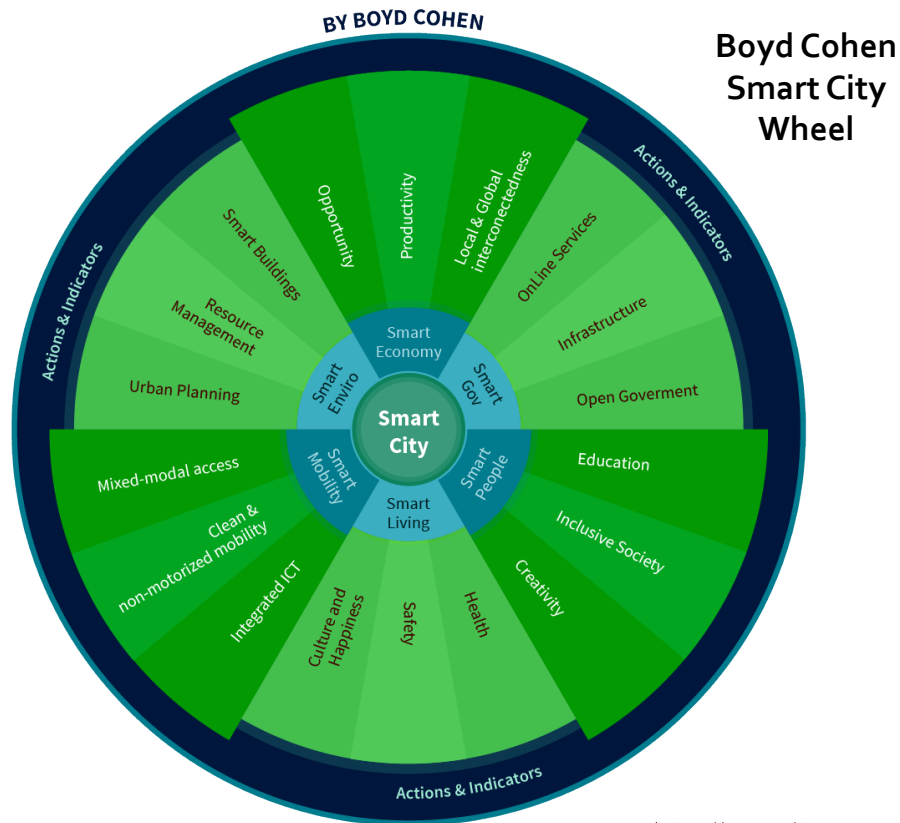 BY BOYD COHEN
Boyd Cohen
Smart City
Wheel
Actions & Indicators
Actions & Indicators
Actions & Indicators
Opportunity
Productivity
Local & Global
interconnectedness
OnLine Services
Infrastructure
Open Goverment
Education
Inclusive Society
Creativity
Health
Safety
Culture and
Happiness
Integrated ICT
Clean &
non-motorized mobility
Mixed-modal access
Urban Planning
Resource
Management
Smart Buildings
Smart
Economy
Smart
Gov
Smart
People
Smart
Living
Smart
Mobility
Smart
Enviro
Smart
City